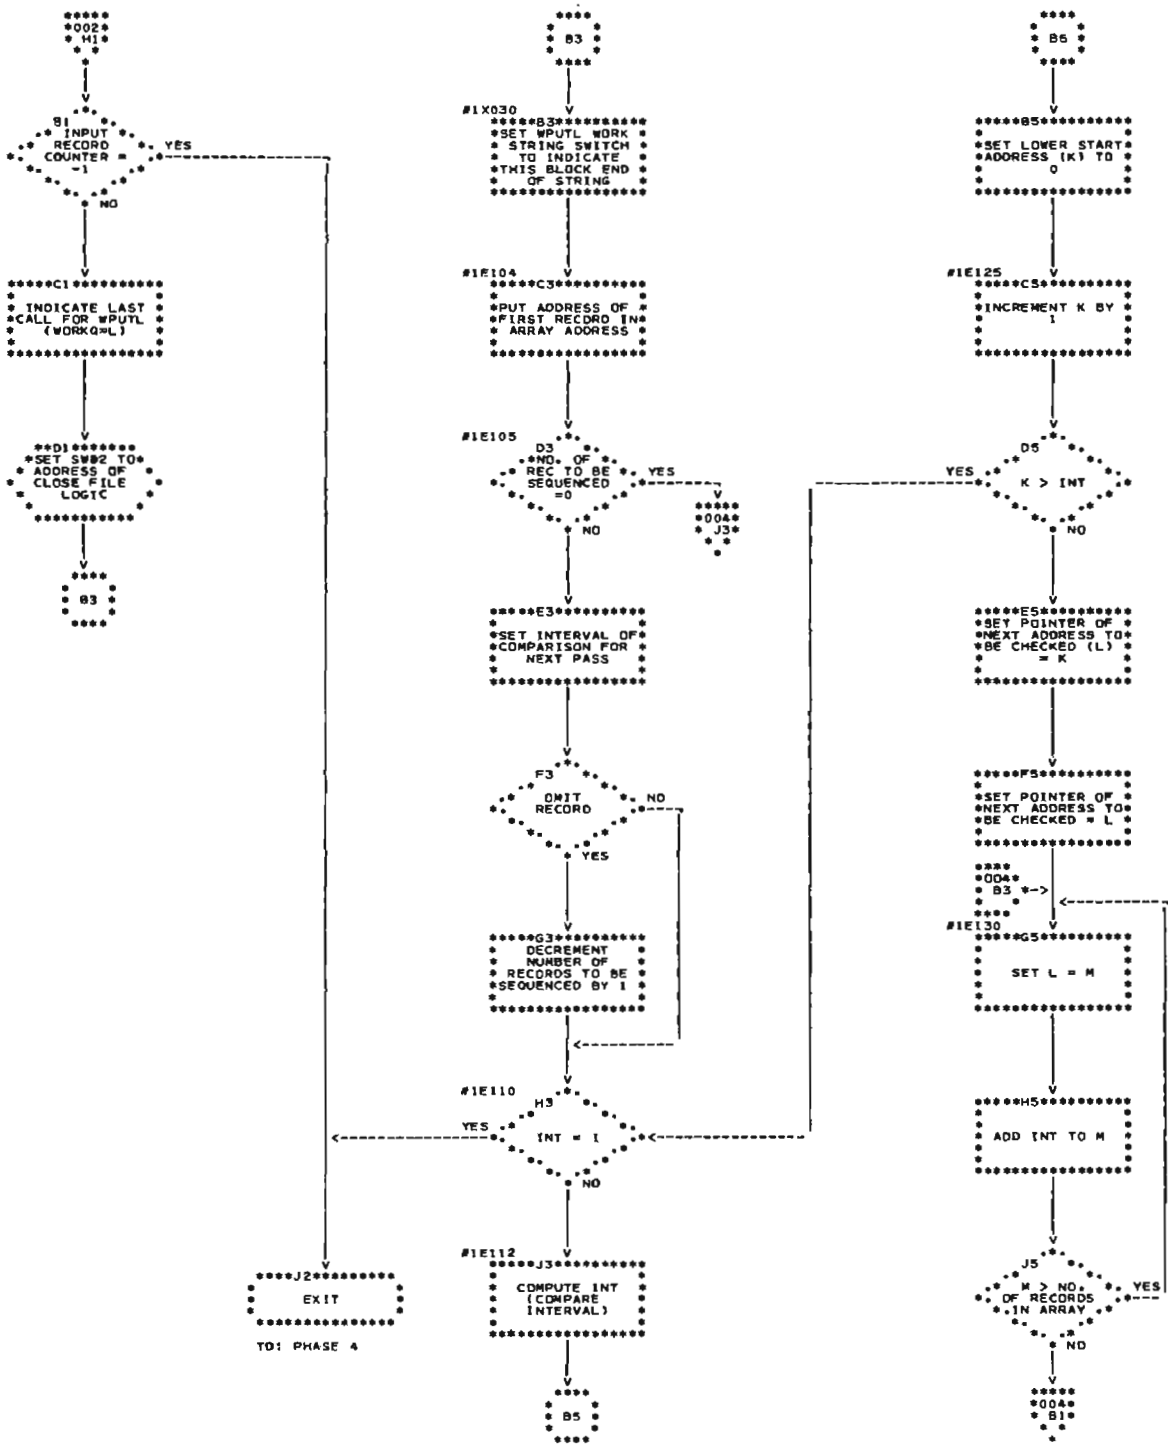 002
H1
B1
INPUT
RECORD
COUNTER =
-1
YES
NO
C1
INDICATE LAST
CALL FOR WPUTL
(WORKQ=L)
D1
SET SW@2 TO
ADDRESS OF
CLOSE FILE
LOGIC
B3
J2
EXIT
TO: PHASE 4
B3
#1X030
B3
SET WPUTL WORK
STRING SWITCH
TO INDICATE
THIS BLOCK END
OF STRING
#1E104
C3
PUT ADDRESS OF
FIRST RECORD IN
ARRAY ADDRESS
#1E105
D3
NO. OF
REC TO BE
SEQUENCED
=0
YES
004
J3
NO
E3
SET INTERVAL OF
COMPARISON FOR
NEXT PASS
F3
OMIT
RECORD
NO
YES
G3
DECREMENT
NUMBER OF
RECORDS TO BE
SEQUENCED BY 1
#1E110
H3
YES
INT = 1
NO
#1E112
J3
COMPUTE INT
(COMPARE
INTERVAL)
B5
B5
SET LOWER START
ADDRESS (K) TO
0
#1E125
C5
INCREMENT K BY
1
D5
YES
K > INT
NO
E5
SET POINTER OF
NEXT ADDRESS TO
BE CHECKED (L)
= K
F5
SET POINTER OF
NEXT ADDRESS TO
BE CHECKED = L
004
B3
#1E130
G5
SET L = M
H5
ADD INT TO M
J5
M > NO.
OF RECORDS
IN ARRAY
YES
NO
004
B1